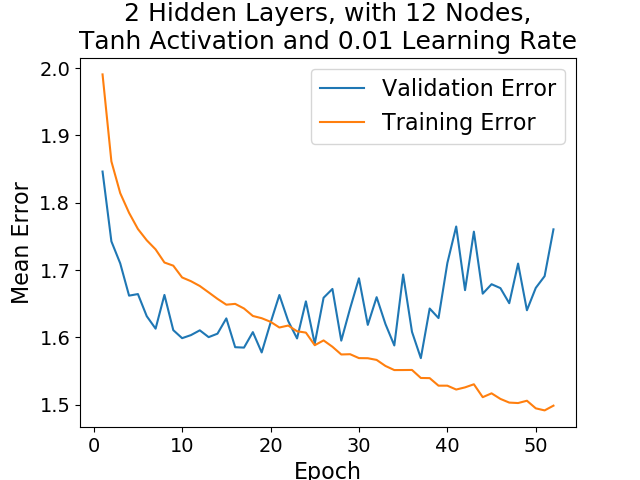 2 Hidden Layers, with 12 Nodes,
Tanh Activation and 0.01 Learning Rate
Validation Error
Training Error
Mean Error
2.0
1.9
1.8
1.7
1.6
1.5
0 10 20 30 40 50
Epoch